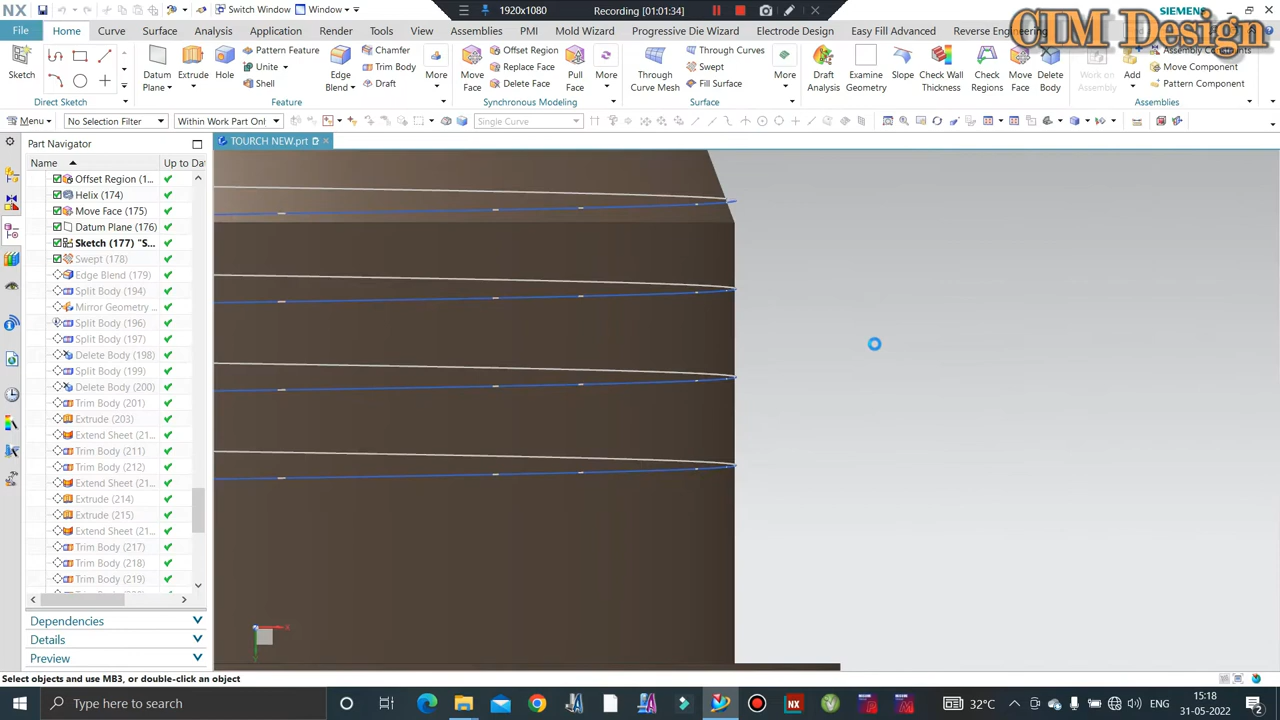 NX
Switch Window
Window
1920x1080
Recording [01:01:34]
SIEMENS
CIM Design
File
Home
Curve
Surface
Analysis
Application
Render
Tools
View
Assemblies
PMI
Mold Wizard
Progressive Die Wizard
Electrode Design
Easy Fill Advanced
Reverse Engineering
Sketch
Direct Sketch
Datum Plane
Extrude
Hole
Pattern Feature
Unite
Shell
Edge Blend
Chamfer
Trim Body
Draft
More
Feature
Move Face
Offset Region
Replace Face
Delete Face
Pull Face
More
Synchronous Modeling
Through Curve Mesh
Through Curves
Swept
Fill Surface
More
Surface
Draft Analysis
Examine Geometry
Slope
Check Wall Thickness
Check Regions
Move Face
Delete Body
Work on Assembly
Add
Assembly Constraints
Move Component
Pattern Component
Assemblies
Menu
No Selection Filter
Within Work Part Onl
Single Curve
Part Navigator
TOURCH NEW.prt
Name
Up to Dat
Offset Region (1...
Helix (174)
Move Face (175)
Datum Plane (176)
Sketch (177) "S...
Swept (178)
Edge Blend (179)
Split Body (194)
Mirror Geometry ...
Split Body (196)
Split Body (197)
Delete Body (198)
Split Body (199)
Delete Body (200)
Trim Body (201)
Extrude (203)
Extend Sheet (21...
Trim Body (211)
Trim Body (212)
Extend Sheet (21...
Extrude (214)
Extrude (215)
Extend Sheet (21...
Trim Body (217)
Trim Body (218)
Trim Body (219)
Dependencies
Details
Preview
Select objects and use MB3, or double-click an object
Type here to search
32°C
ENG
15:18
31-05-2022